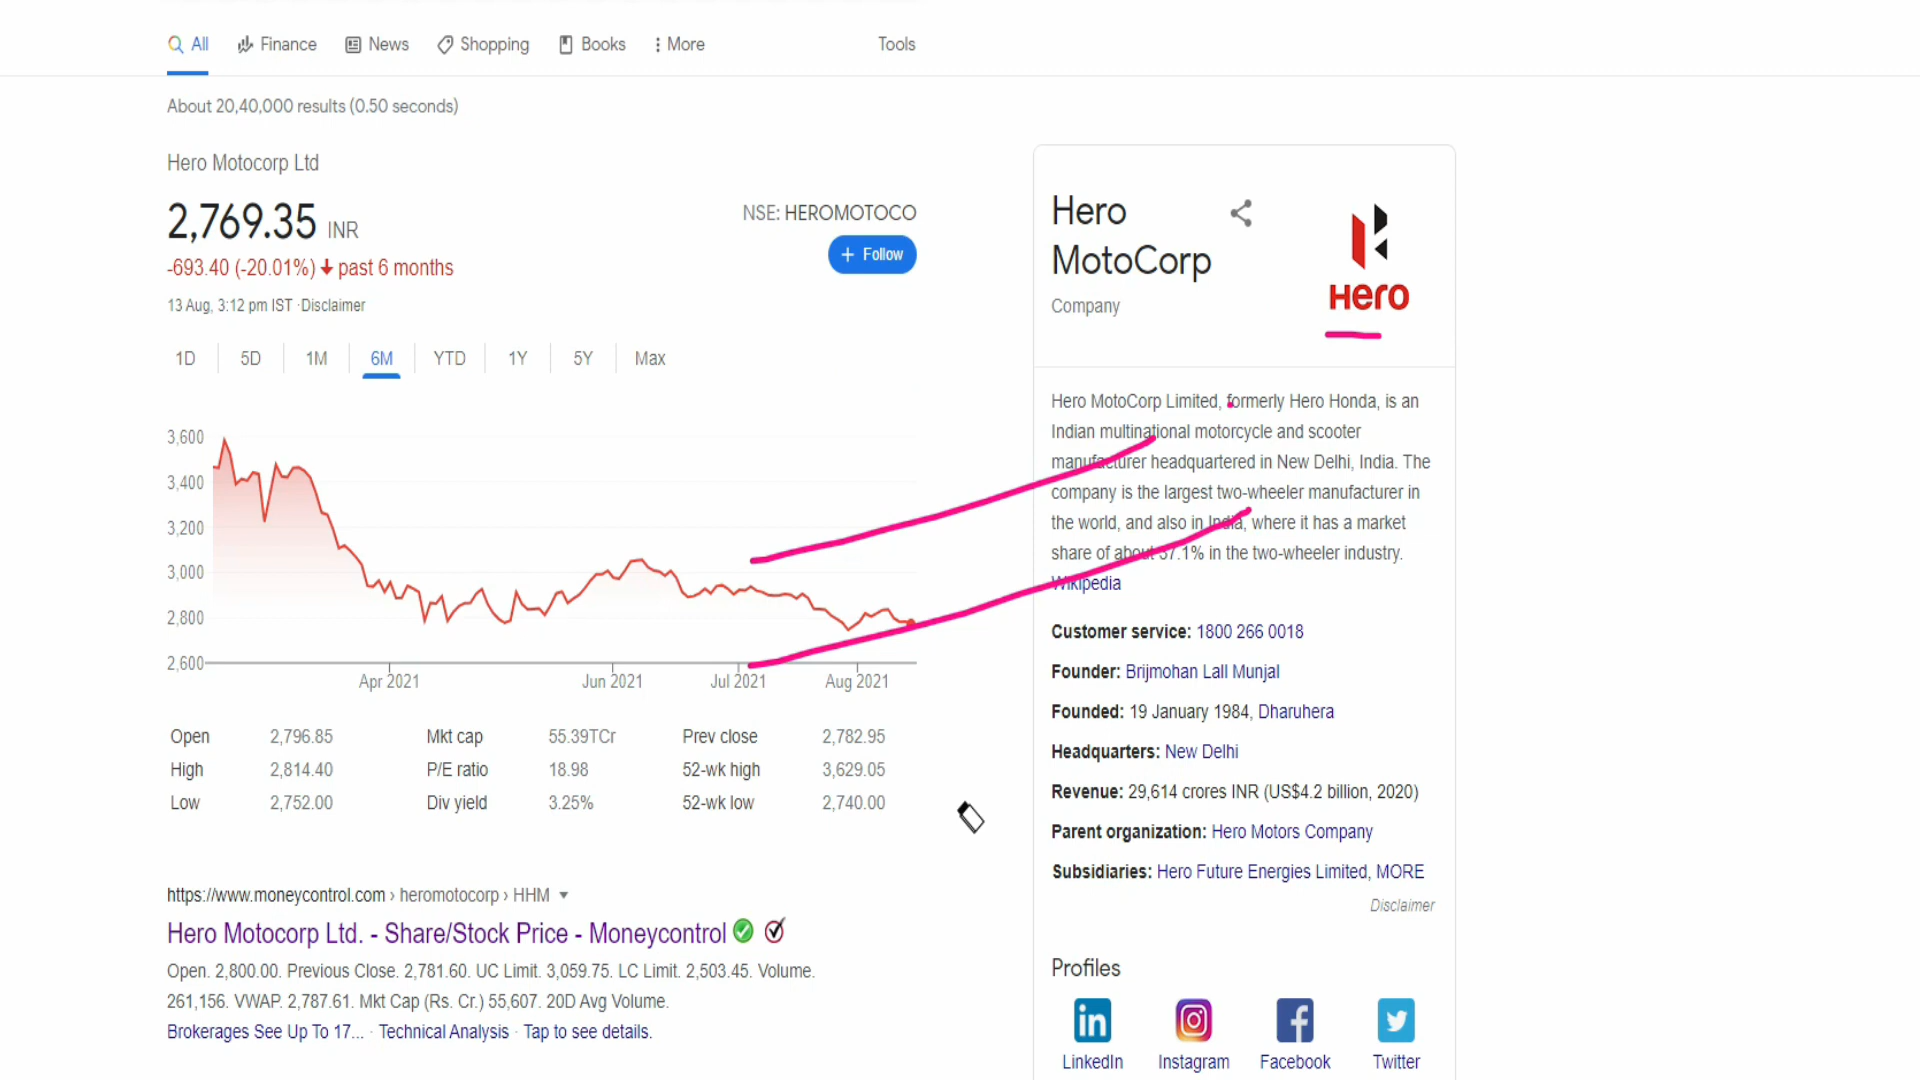 All Finance News Shopping Books More Tools
About 20,40,000 results (0.50 seconds)
Hero Motocorp Ltd
2,769.35 INR
NSE: HEROMOTOCO
-693.40 (-20.01%) past 6 months
+ Follow
13 Aug, 3:12 pm IST ·Disclaimer
1D 5D 1M 6M YTD 1Y 5Y Max
3,600
3,400
3,200
3,000
2,800
2,600
Apr 2021 Jun 2021 Jul 2021 Aug 2021
Open 2,796.85 Mkt cap 55.39TCr Prev close 2,782.95
High 2,814.40 P/E ratio 18.98 52-wk high 3,629.05
Low 2,752.00 Div yield 3.25% 52-wk low 2,740.00
https://www.moneycontrol.com › heromotocorp › HHM
Hero Motocorp Ltd. - Share/Stock Price - Moneycontrol
Open. 2,800.00. Previous Close. 2,781.60. UC Limit. 3,059.75. LC Limit. 2,503.45. Volume.
261,156. VWAP. 2,787.61. Mkt Cap (Rs. Cr.) 55,607. 20D Avg Volume.
Brokerages See Up To 17... · Technical Analysis · Tap to see details.
Hero
MotoCorp
Company
Hero
Hero MotoCorp Limited, formerly Hero Honda, is an
Indian multinational motorcycle and scooter
manufacturer headquartered in New Delhi, India. The
company is the largest two-wheeler manufacturer in
the world, and also in India, where it has a market
share of about 37.1% in the two-wheeler industry.
Wikipedia
Customer service: 1800 266 0018
Founder: Brijmohan Lall Munjal
Founded: 19 January 1984, Dharuhera
Headquarters: New Delhi
Revenue: 29,614 crores INR (US$4.2 billion, 2020)
Parent organization: Hero Motors Company
Subsidiaries: Hero Future Energies Limited, MORE
Disclaimer
Profiles
LinkedIn Instagram Facebook Twitter